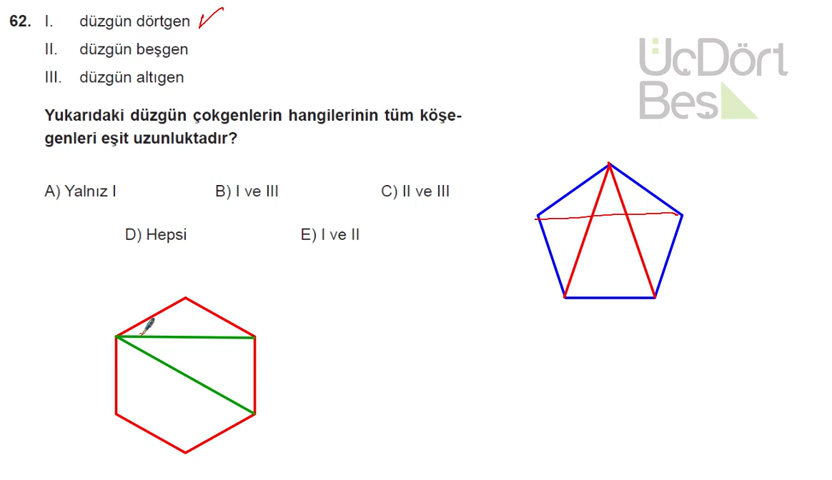 62. I. düzgün dörtgen
II. düzgün beşgen
III. düzgün altıgen
Yukarıdaki düzgün çokgenlerin hangilerinin tüm köşe-
genleri eşit uzunluktadır?
A) Yalnız I B) I ve III C) II ve III
D) Hepsi E) I ve II
ÜçDört
Beş